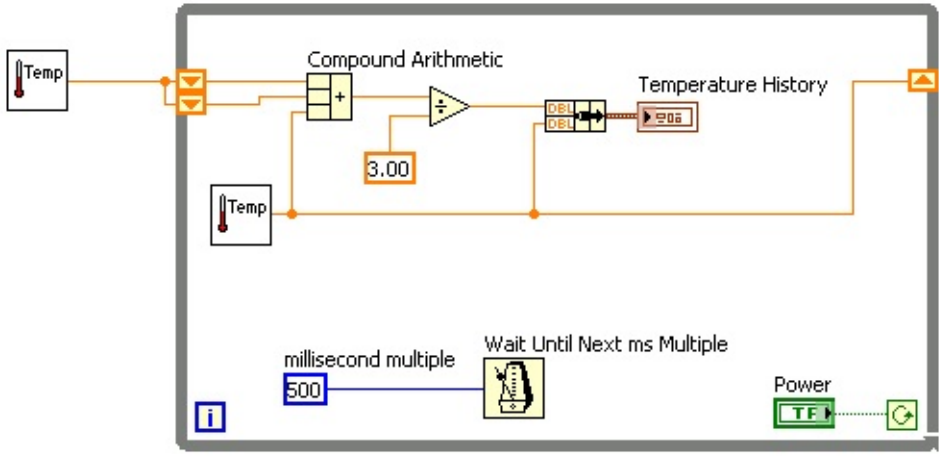 Temp
Compound Arithmetic
+
÷
3.00
DBL
DBL
Temperature History
Temp
millisecond multiple
500
Wait Until Next ms Multiple
Power
TF
i